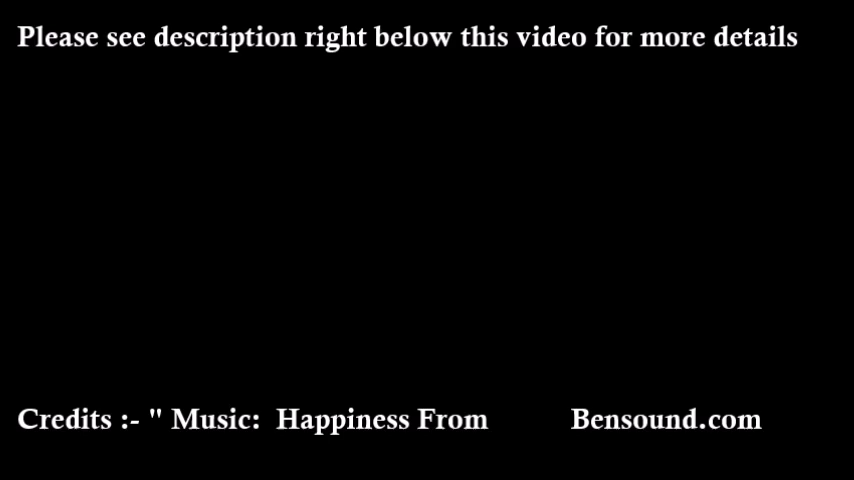 Please see description right below this video for more details
Credits :- " Music: Happiness From Bensound.com